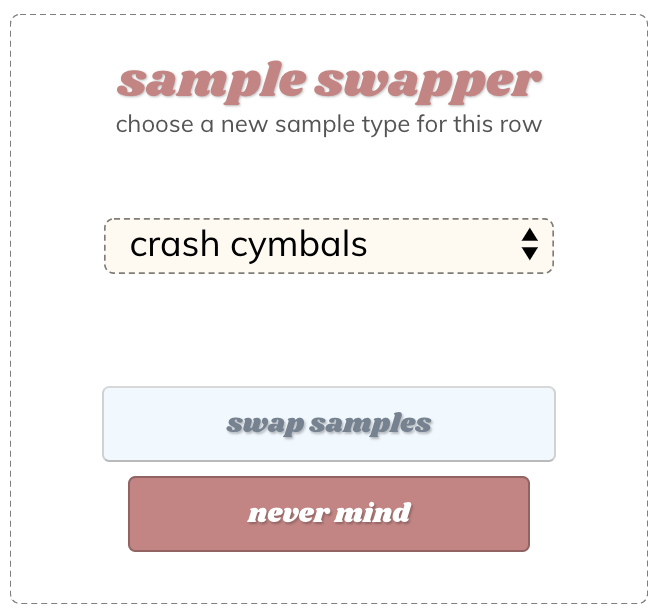 sample swapper
choose a new sample type for this row
crash cymbals
swap samples
never mind